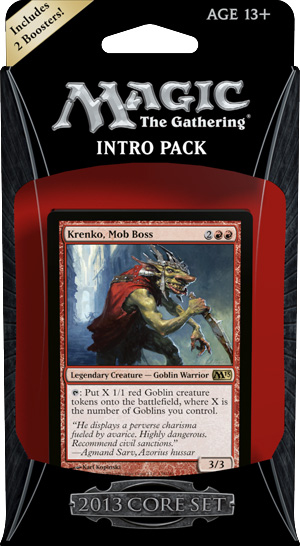 Includes
2 Boosters!
AGE 13+
MAGIC
The Gathering®
INTRO PACK
Krenko, Mob Boss 2
Legendary Creature — Goblin Warrior M13
: Put X 1/1 red Goblin creature
tokens onto the battlefield, where X is
the number of Goblins you control.
"He displays a perverse charisma
fueled by avarice. Highly dangerous.
Recommend civil sanctions."
—Agmand Sarv, Azorius hussar
Karl Kopinski
3/3
2013 CORE SET